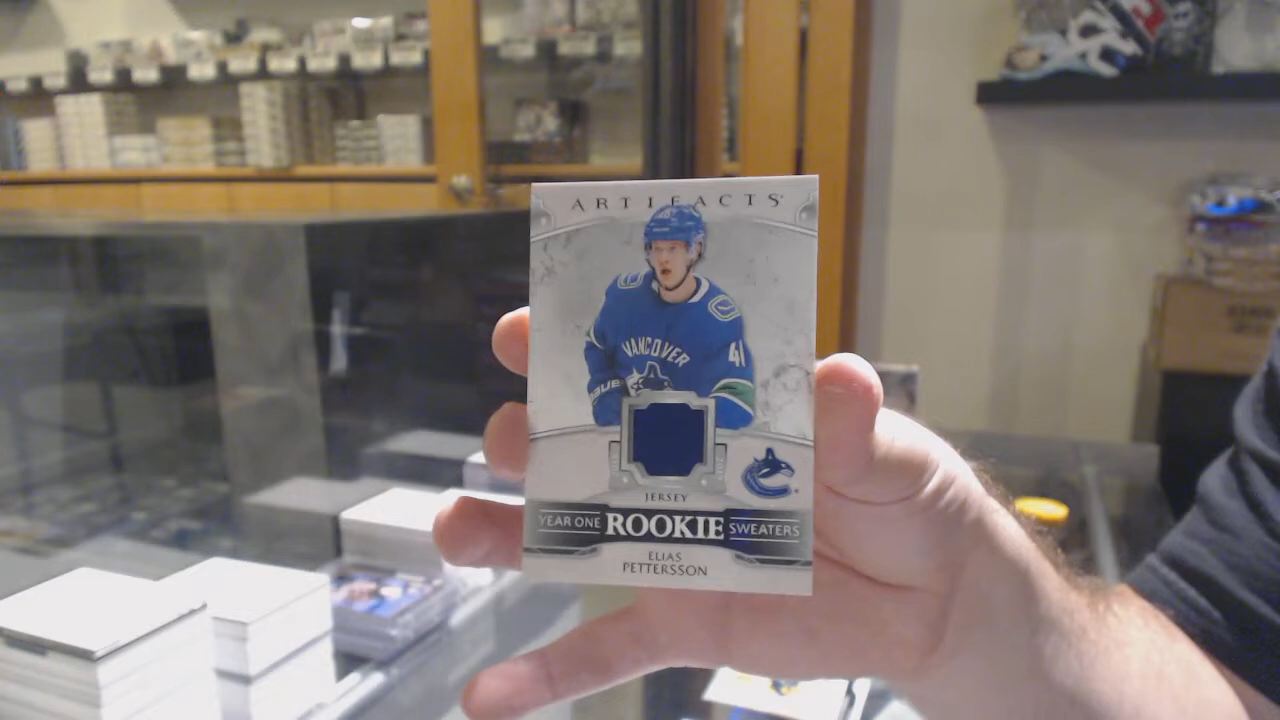 ARTIFACTS
VANCOUVER
41
JERSEY
YEAR ONE ROOKIE SWEATERS
ELIAS
PETTERSSON